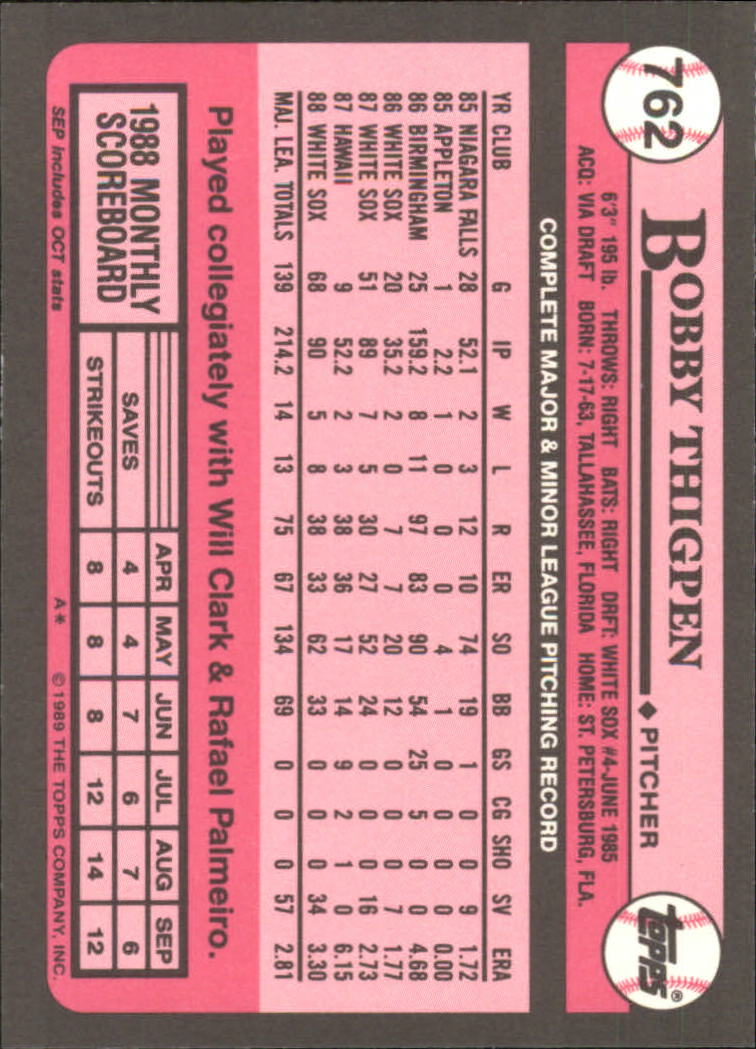 762
BOBBY THIGPEN ◆ PITCHER
TOPPS®
6'3" 195 lb. THROWS: RIGHT BATS: RIGHT DRFT: WHITE SOX #4-JUNE 1985
ACQ: VIA DRAFT BORN: 7-17-63, TALLAHASSEE, FLORIDA HOME: ST. PETERSBURG, FLA.
COMPLETE MAJOR & MINOR LEAGUE PITCHING RECORD
YR CLUB G IP W L R ER SO BB GS CG SHO SV ERA
85 NIAGARA FALLS 28 52.1 2 3 12 10 74 19 1 0 0 9 1.72
85 APPLETON 1 2.2 1 0 0 0 4 1 0 0 0 0 0.00
86 BIRMINGHAM 25 159.2 8 11 97 83 90 54 25 5 0 0 4.68
86 WHITE SOX 20 35.2 2 0 7 7 20 12 0 0 0 7 1.77
87 WHITE SOX 51 89 7 5 30 27 52 24 0 0 0 16 2.73
87 HAWAII 9 52.2 2 3 38 36 17 14 9 2 1 0 6.15
88 WHITE SOX 68 90 5 8 38 33 62 33 0 0 0 34 3.30
MAJ. LEA. TOTALS 139 214.2 14 13 75 67 134 69 0 0 0 57 2.81
Played collegiately with Will Clark & Rafael Palmeiro.
1988 MONTHLY
SCOREBOARD
APR MAY JUN JUL AUG SEP
SAVES 4 4 7 6 7 6
STRIKEOUTS 8 8 8 12 14 12
SEP includes OCT stats A* ©1989 THE TOPPS COMPANY, INC.